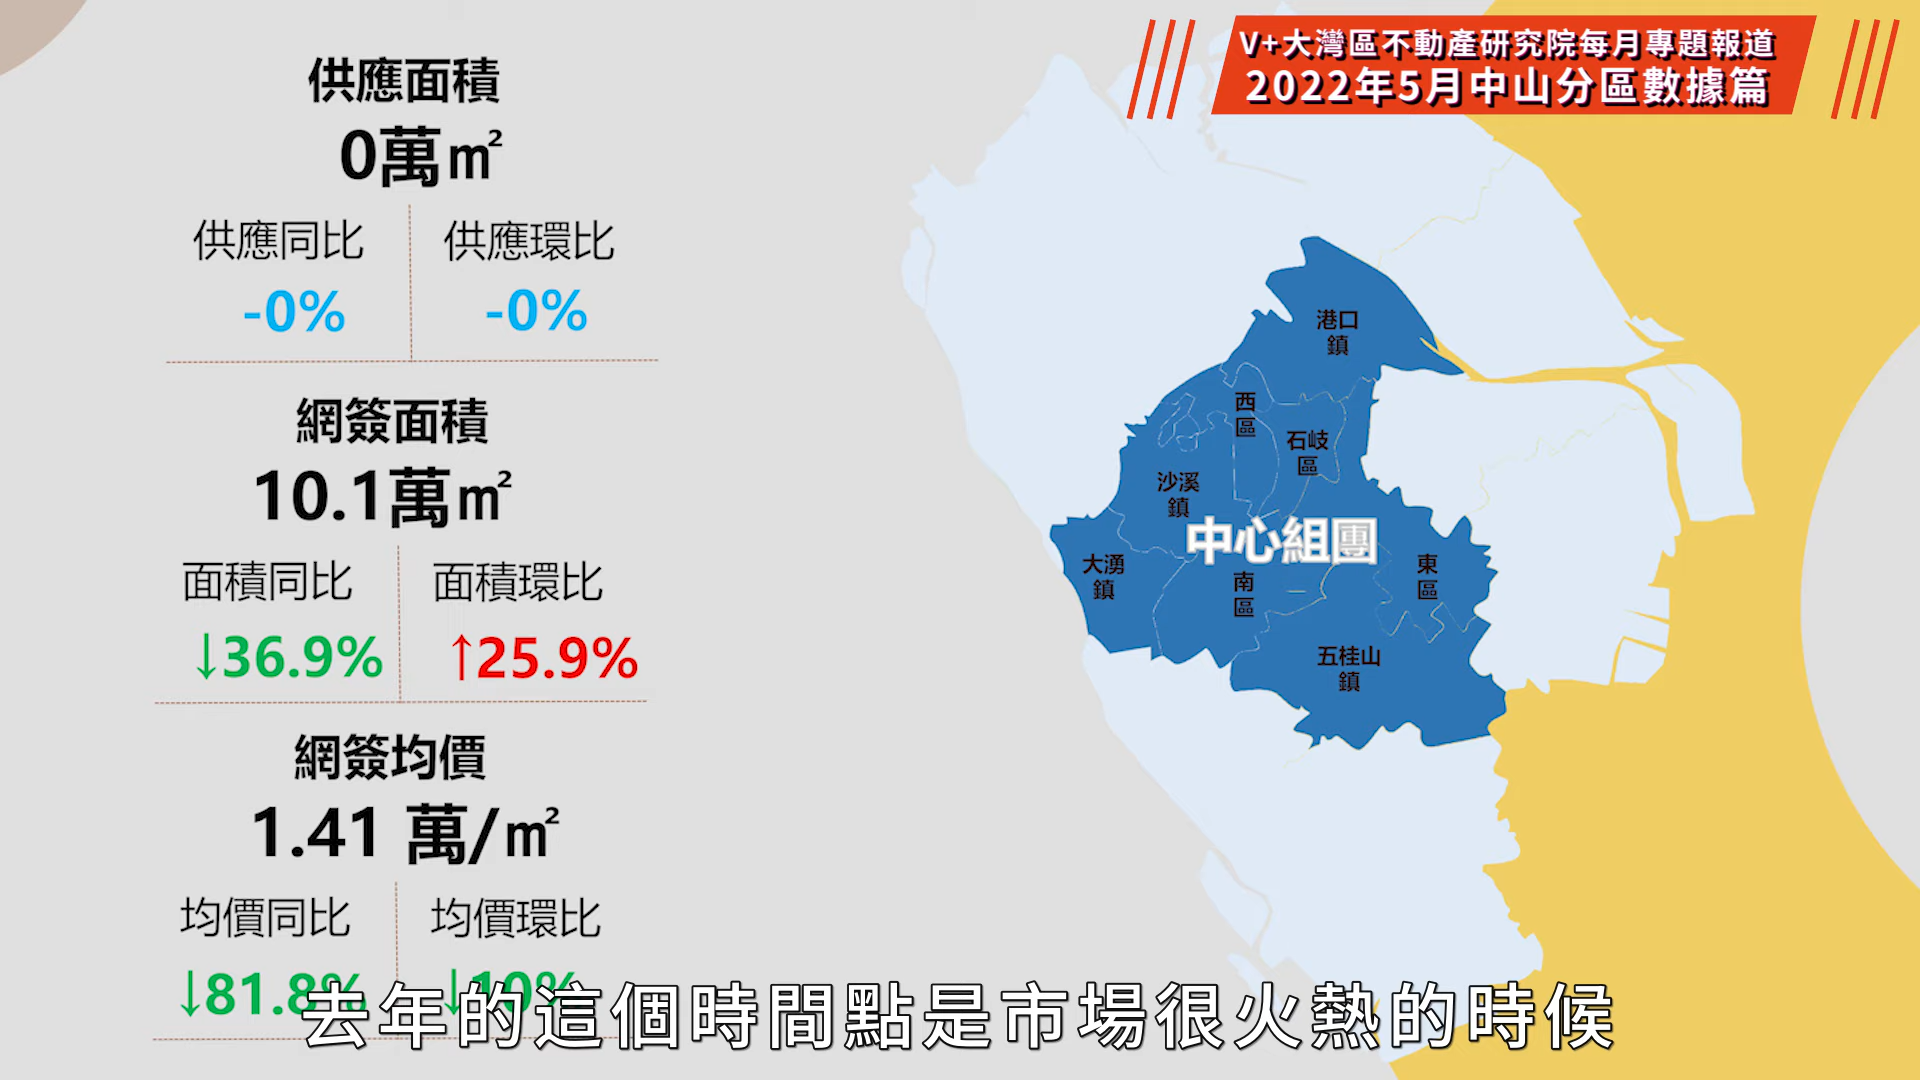 V+大灣區不動產研究院每月專題報道
2022年5月中山分區數據篇
供應面積
0萬㎡
供應同比
供應環比
-0%
-0%
網簽面積
10.1萬㎡
面積同比
面積環比
↓36.9%
↑25.9%
網簽均價
1.41 萬/㎡
均價同比
均價環比
↓81.8%
↓10%
港口
鎮
西
區
石岐
區
沙溪
鎮
中心組團
大湧
鎮
南
區
東
區
五桂山
鎮
去年的這個時間點是市場很火熱的時候